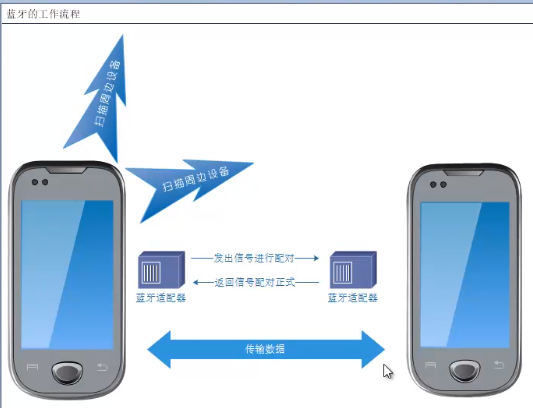 蓝牙的工作流程
扫描周边设备
扫描周边设备
发出信号进行配对
返回信号配对正式
蓝牙适配器
蓝牙适配器
传输数据